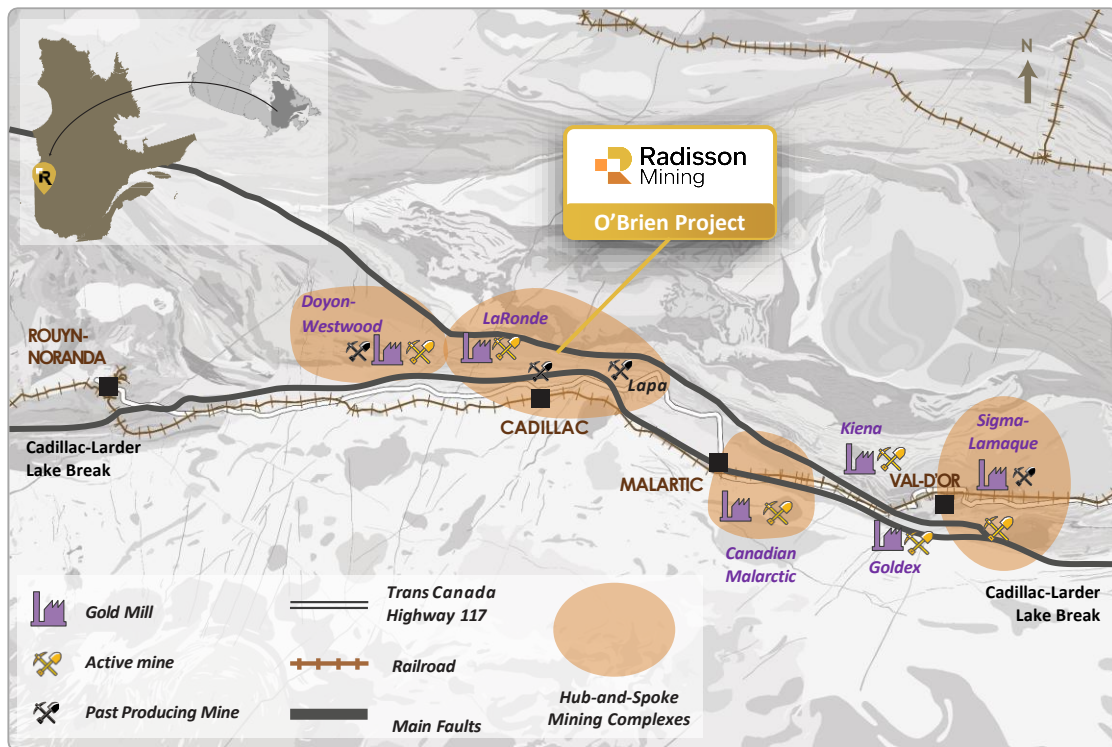 N
R
Radisson
Mining
O'Brien Project
Doyon-
Westwood
LaRonde
ROUYN-
NORANDA
Lapa
CADILLAC
Cadillac-Larder
Lake Break
Kiena
Sigma-
Lamaque
MALARTIC
VAL-D'OR
Canadian
Malarctic
Goldex
Cadillac-Larder
Lake Break
Gold Mill
Active mine
Past Producing Mine
Trans Canada
Highway 117
Railroad
Main Faults
Hub-and-Spoke
Mining Complexes